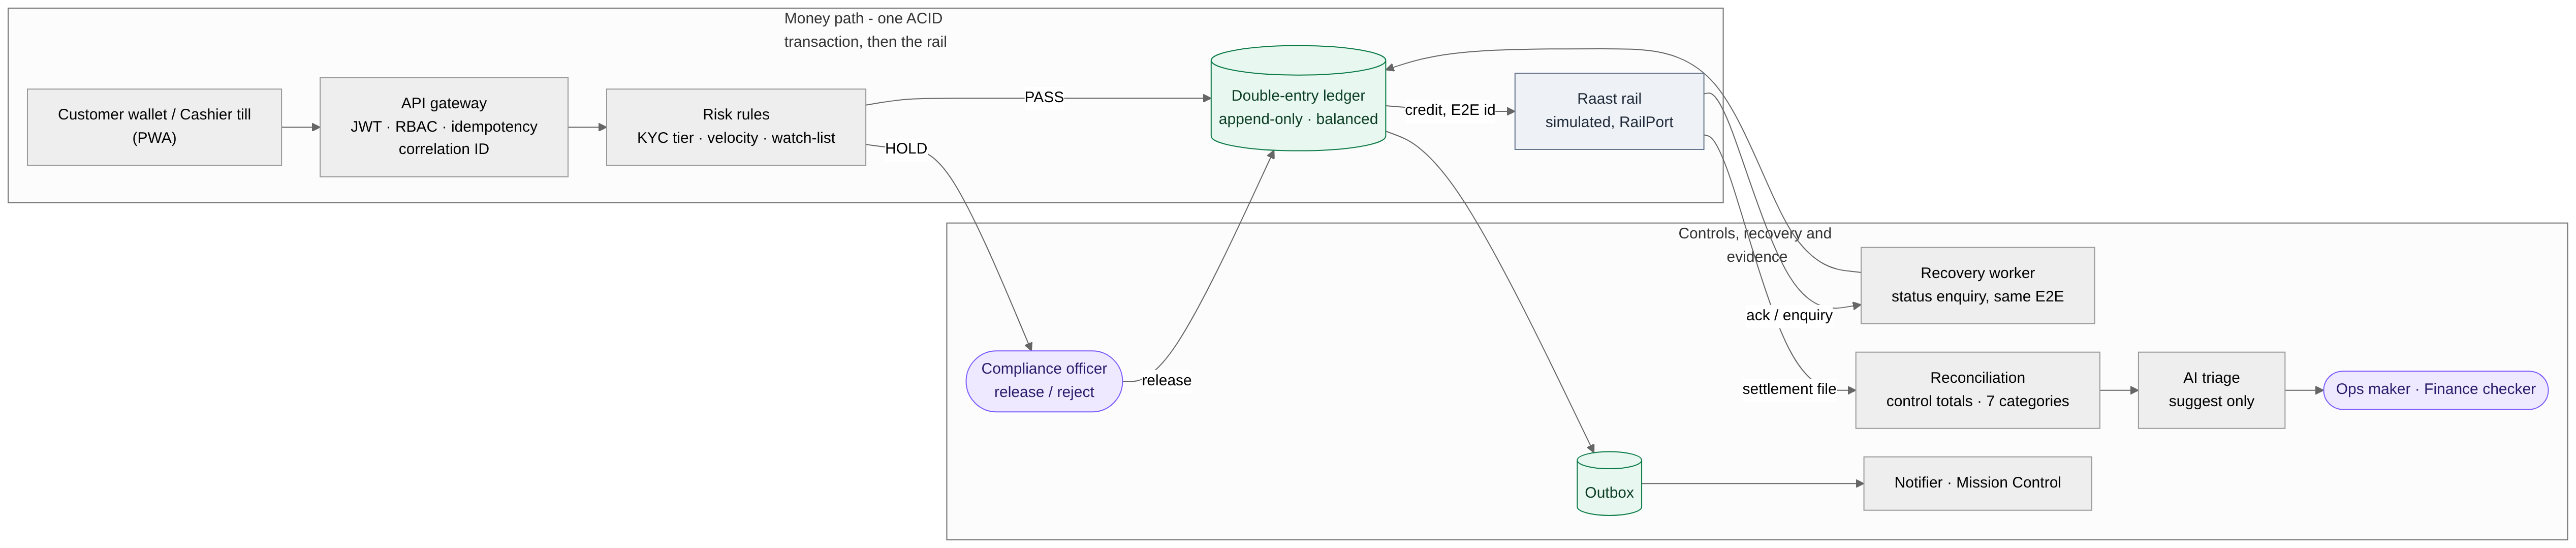 Money path - one ACID
transaction, then the rail
Customer wallet / Cashier till
(PWA)
API gateway
JWT · RBAC · idempotency
correlation ID
Risk rules
KYC tier · velocity · watch-list
PASS
HOLD
Double-entry ledger
append-only · balanced
credit, E2E id
Raast rail
simulated, RailPort
Controls, recovery and
evidence
Recovery worker
status enquiry, same E2E
ack / enquiry
Compliance officer
release / reject
release
settlement file
Reconciliation
control totals · 7 categories
AI triage
suggest only
Ops maker · Finance checker
Outbox
Notifier · Mission Control